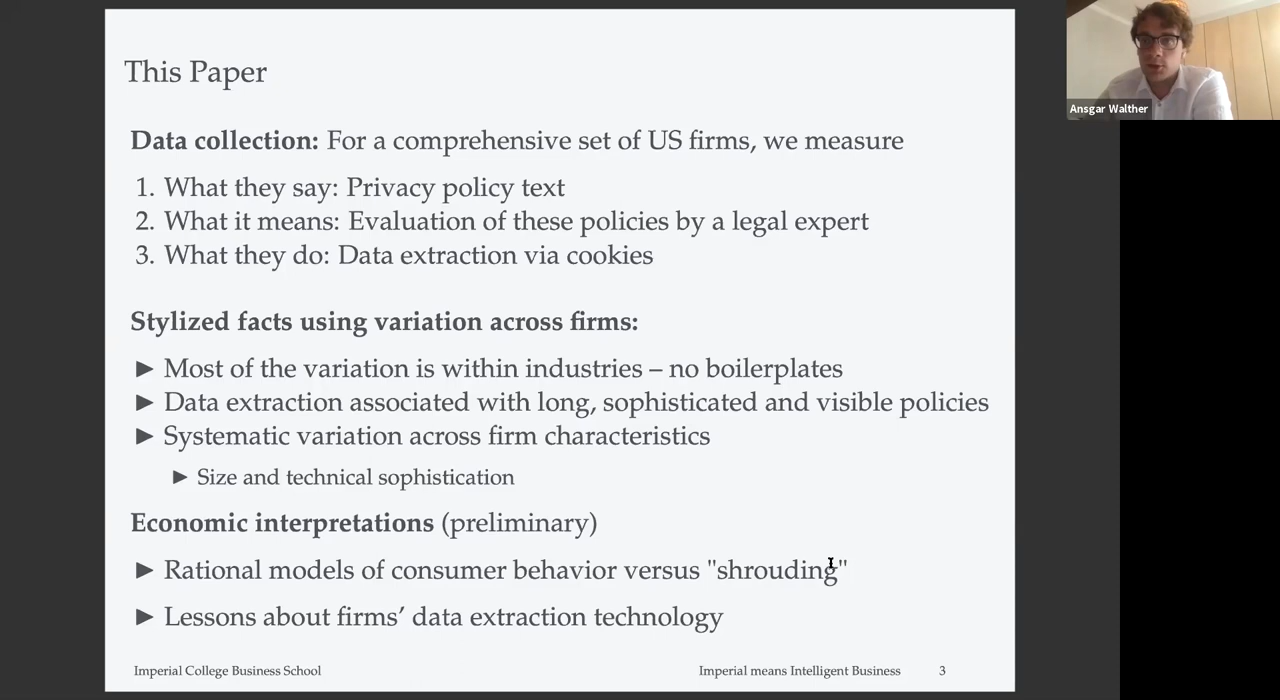 This Paper
Data collection: For a comprehensive set of US firms, we measure
1. What they say: Privacy policy text
2. What it means: Evaluation of these policies by a legal expert
3. What they do: Data extraction via cookies
Stylized facts using variation across firms:
► Most of the variation is within industries – no boilerplates
► Data extraction associated with long, sophisticated and visible policies
► Systematic variation across firm characteristics
► Size and technical sophistication
Economic interpretations (preliminary)
► Rational models of consumer behavior versus "shrouding"
► Lessons about firms' data extraction technology
Imperial College Business School
Imperial means Intelligent Business
3
Ansgar Walther